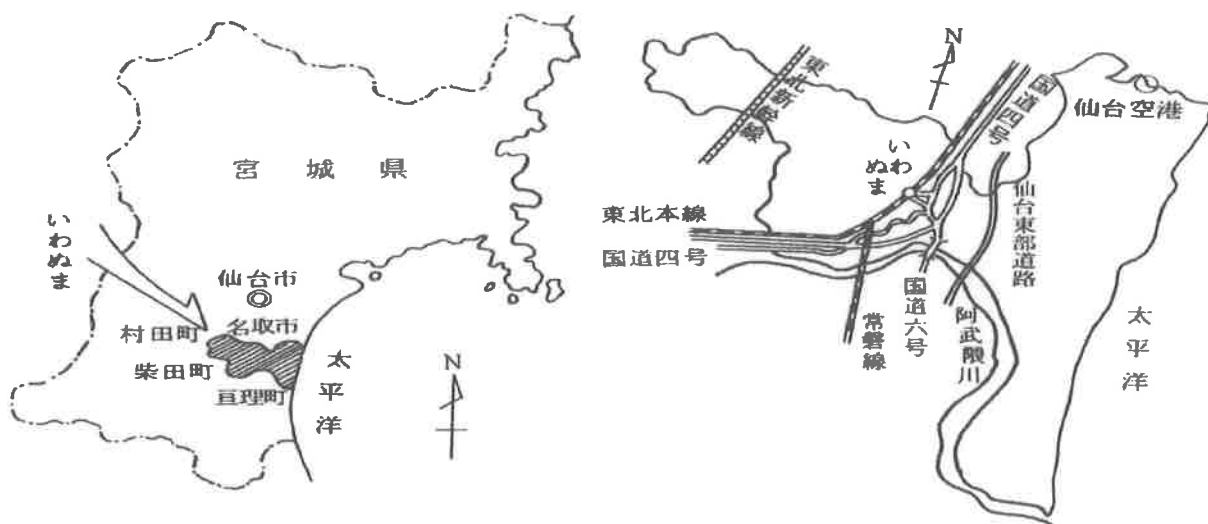 宮城県
いわぬま
仙台市
村田町
名取市
柴田町
亘理町
太平洋
N
N
東北新幹線
国道四号
仙台空港
いわ
ぬま
東北本線
国道四号
仙台東部道路
国道六号
常磐線
阿武隈川
太平洋